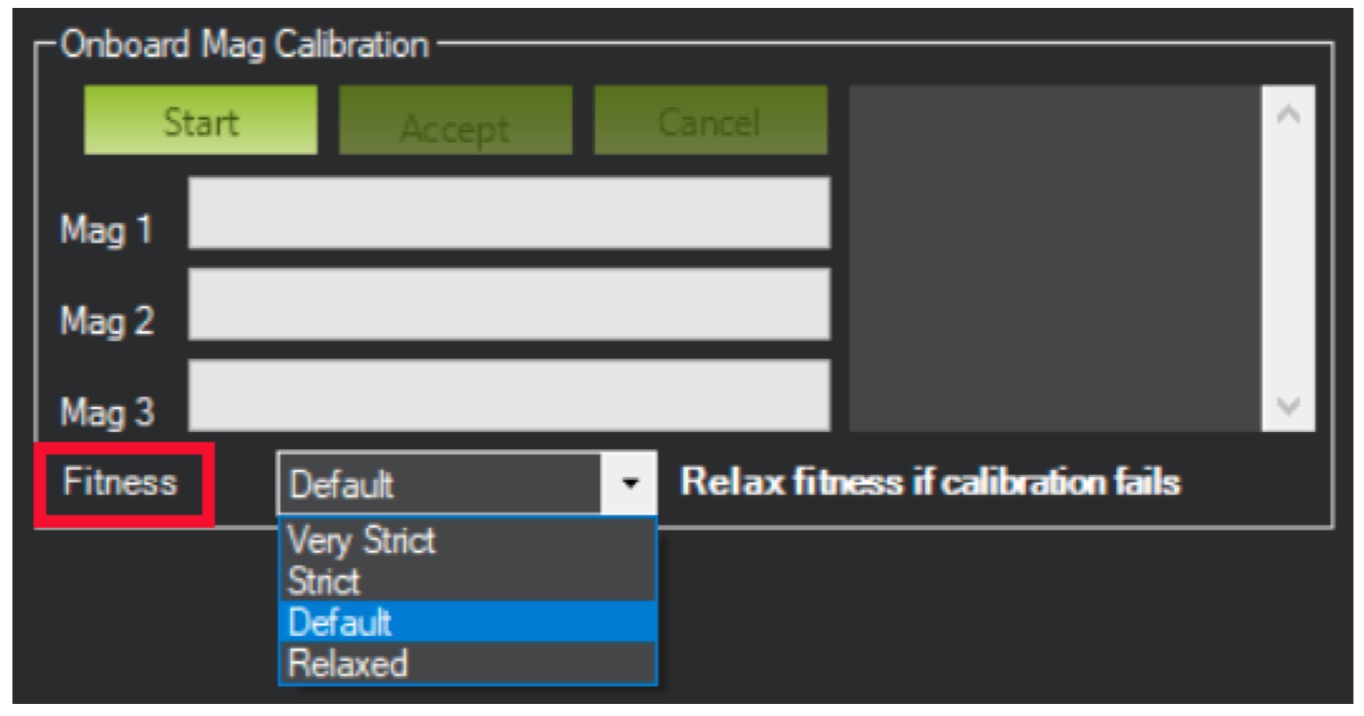 Onboard Mag Calibration
Start Accept Cancel
Mag 1
Mag 2
Mag 3
Fitness Default Relax fitness if calibration fails
Very Strict
Strict
Default
Relaxed